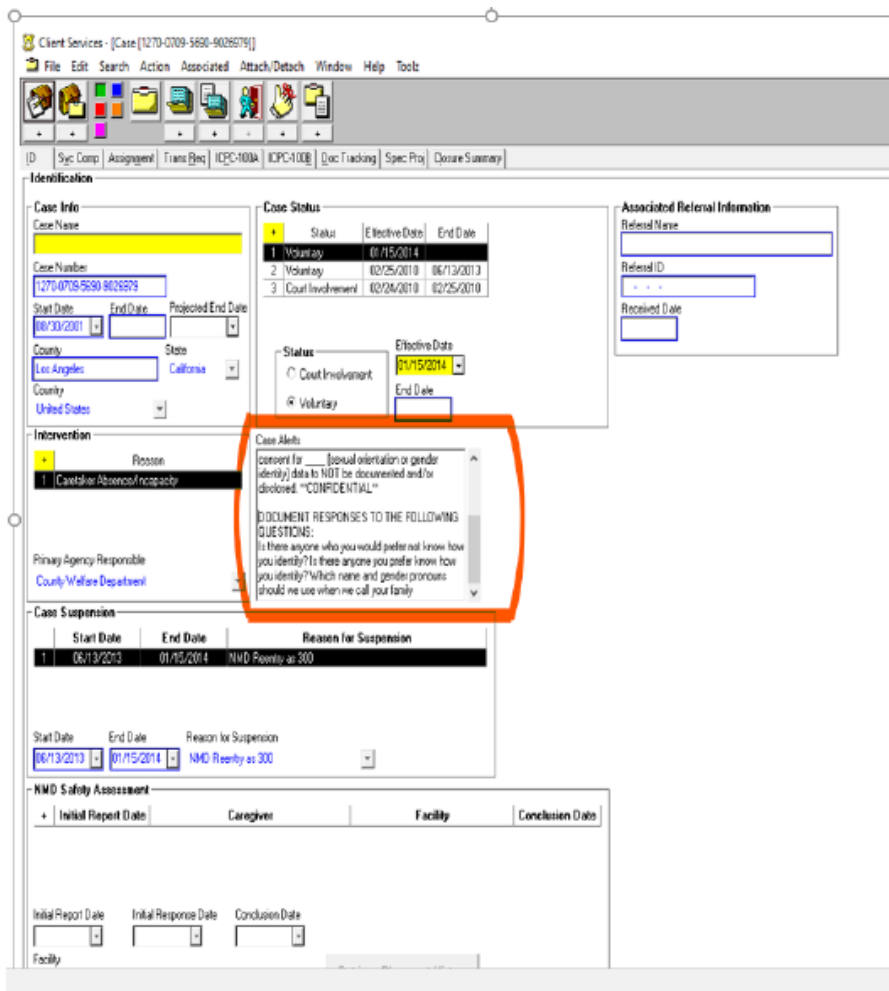 Client Services - [Case [1270-0709-5690-9026979]]
File Edit Search Action Associated Attach/Detach Window Help Tools
+ + + + + + +
ID Svc Comp Assignment Trans Req ICPC-100A ICPC-100B Doc Tracking Spec Proj Closure Summary
Identification
Case Info
Case Name
Case Number
1270-0709-5690-9026979
Start Date End Date Projected End Date
08/30/2001
County State
Los Angeles California
Country
United States
Case Status
+ Status Effective Date End Date
1 Voluntary 01/15/2014
2 Voluntary 02/25/2010 06/13/2013
3 Court Involvement 02/24/2010 02/25/2010
Status
Court Involvement
Voluntary
Effective Date
01/15/2014
End Date
Associated Referral Information
Referral Name
Referral ID
- - -
Received Date
Intervention
+ Reason
1 Caretaker Absence/Incapacity
Primary Agency Responsible
County Welfare Department
Case Alerts
consent for ____ [sexual orientation or gender
identity] data to NOT be documented and/or
disclosed. **CONFIDENTIAL**
DOCUMENT RESPONSES TO THE FOLLOWING
QUESTIONS:
Is there anyone who you would prefer not know how
you identify? Is there anyone you prefer know how
you identify? Which name and gender pronouns
should we use when we call your family
Case Suspension
Start Date End Date Reason for Suspension
1 06/13/2013 01/15/2014 NMD Reentry as 300
Start Date End Date Reason for Suspension
06/13/2013 01/15/2014 NMD Reentry as 300
NMD Safety Assessment
+ Initial Report Date Caregiver Facility Conclusion Date
Initial Report Date Initial Response Date Conclusion Date
Facility